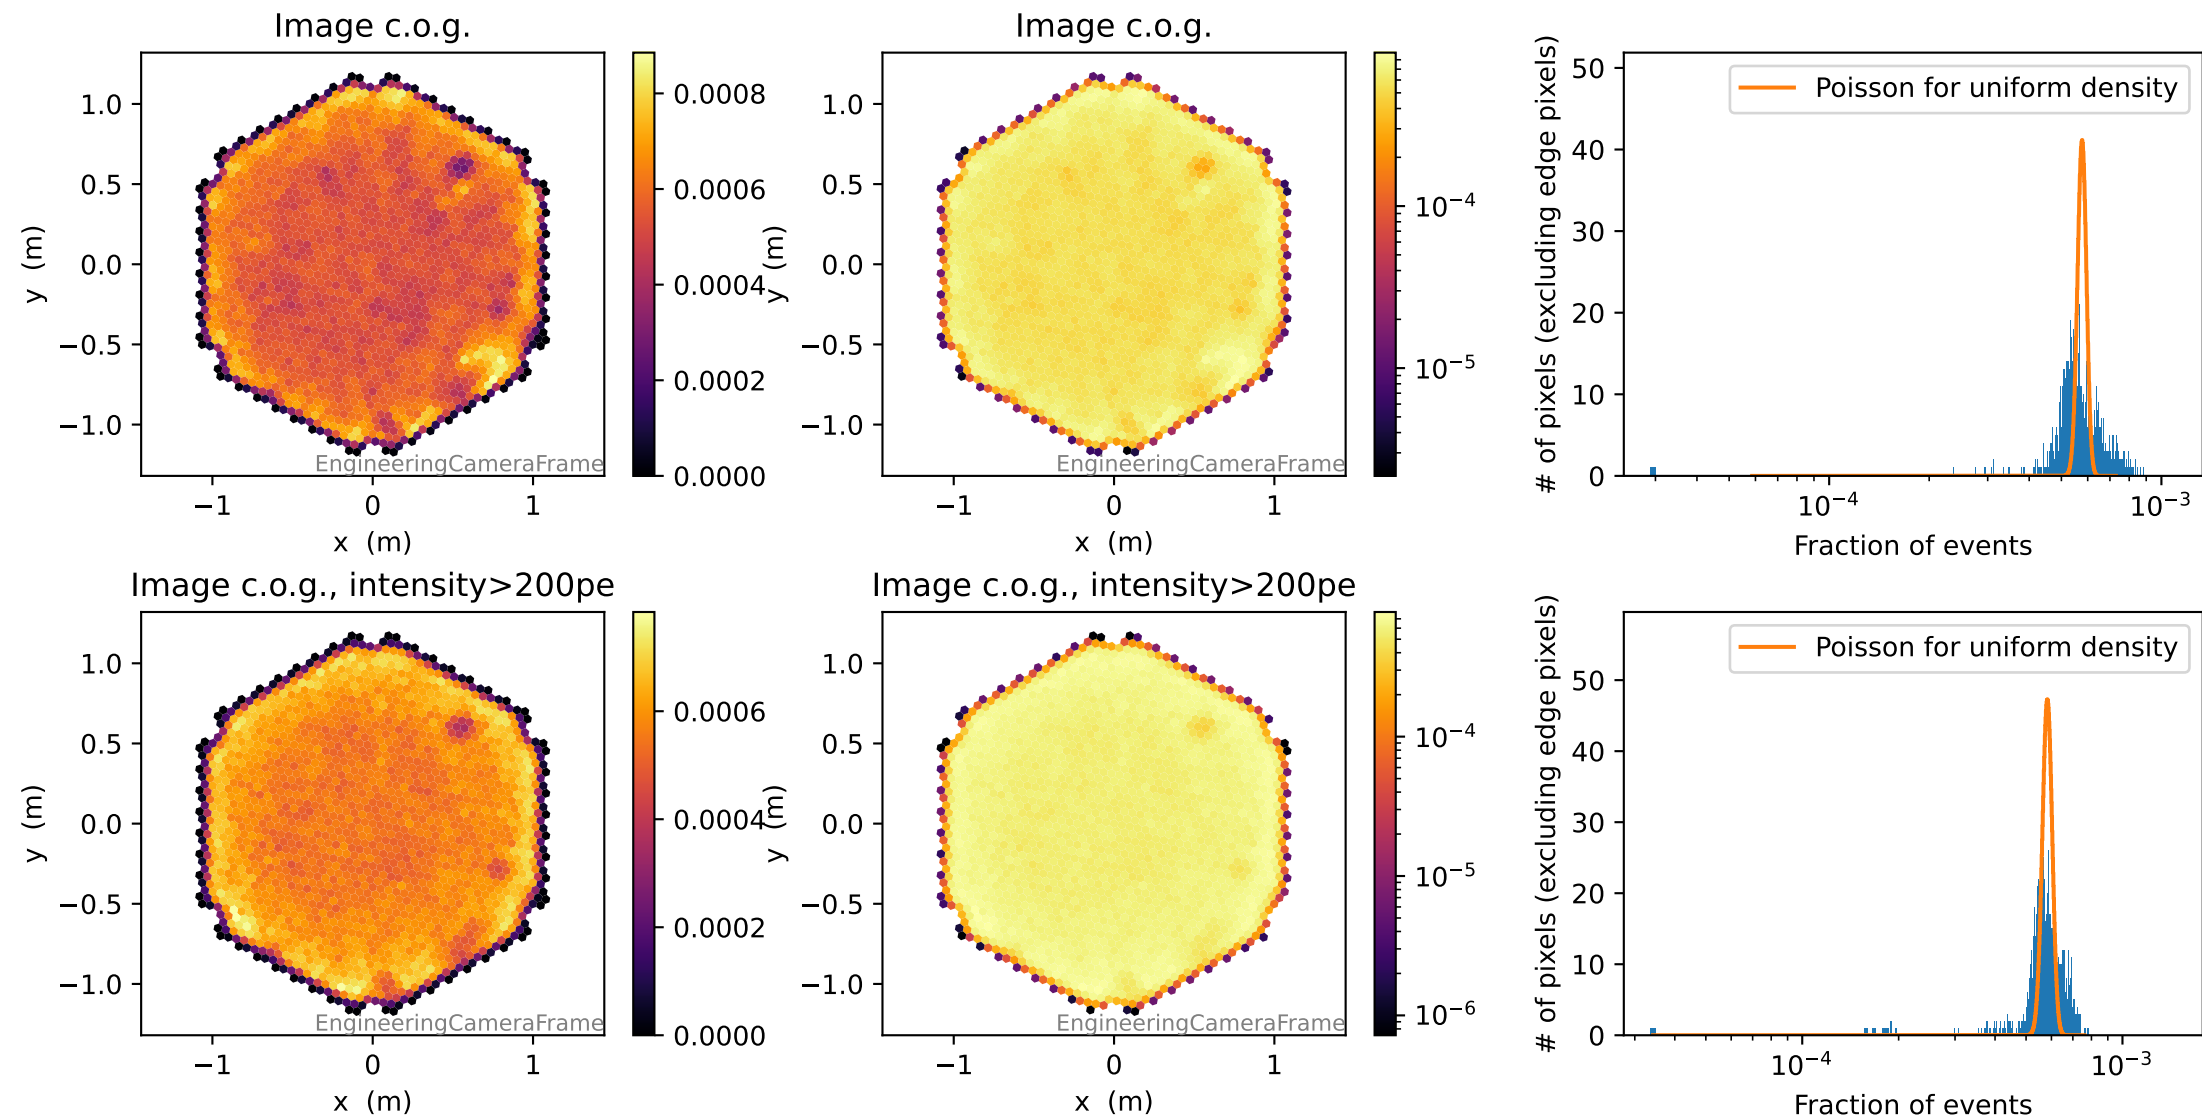 Image c.o.g.
1.0
0.5
0.0
−0.5
−1.0
y (m)
−1
0
1
x (m)
EngineeringCameraFrame
0.0008
0.0006
0.0004
0.0002
0.0000
Image c.o.g.
1.0
0.5
0.0
−0.5
−1.0
y (m)
−1
0
1
x (m)
EngineeringCameraFrame
10⁻⁴
10⁻⁵
# of pixels (excluding edge pixels)
50
40
30
20
10
0
Poisson for uniform density
10⁻⁴
10⁻³
Fraction of events
Image c.o.g., intensity>200pe
1.0
0.5
0.0
−0.5
−1.0
y (m)
−1
0
1
x (m)
EngineeringCameraFrame
0.0006
0.0004
0.0002
0.0000
Image c.o.g., intensity>200pe
1.0
0.5
0.0
−0.5
−1.0
y (m)
−1
0
1
x (m)
EngineeringCameraFrame
10⁻⁴
10⁻⁵
10⁻⁶
# of pixels (excluding edge pixels)
50
40
30
20
10
0
Poisson for uniform density
10⁻⁴
10⁻³
Fraction of events